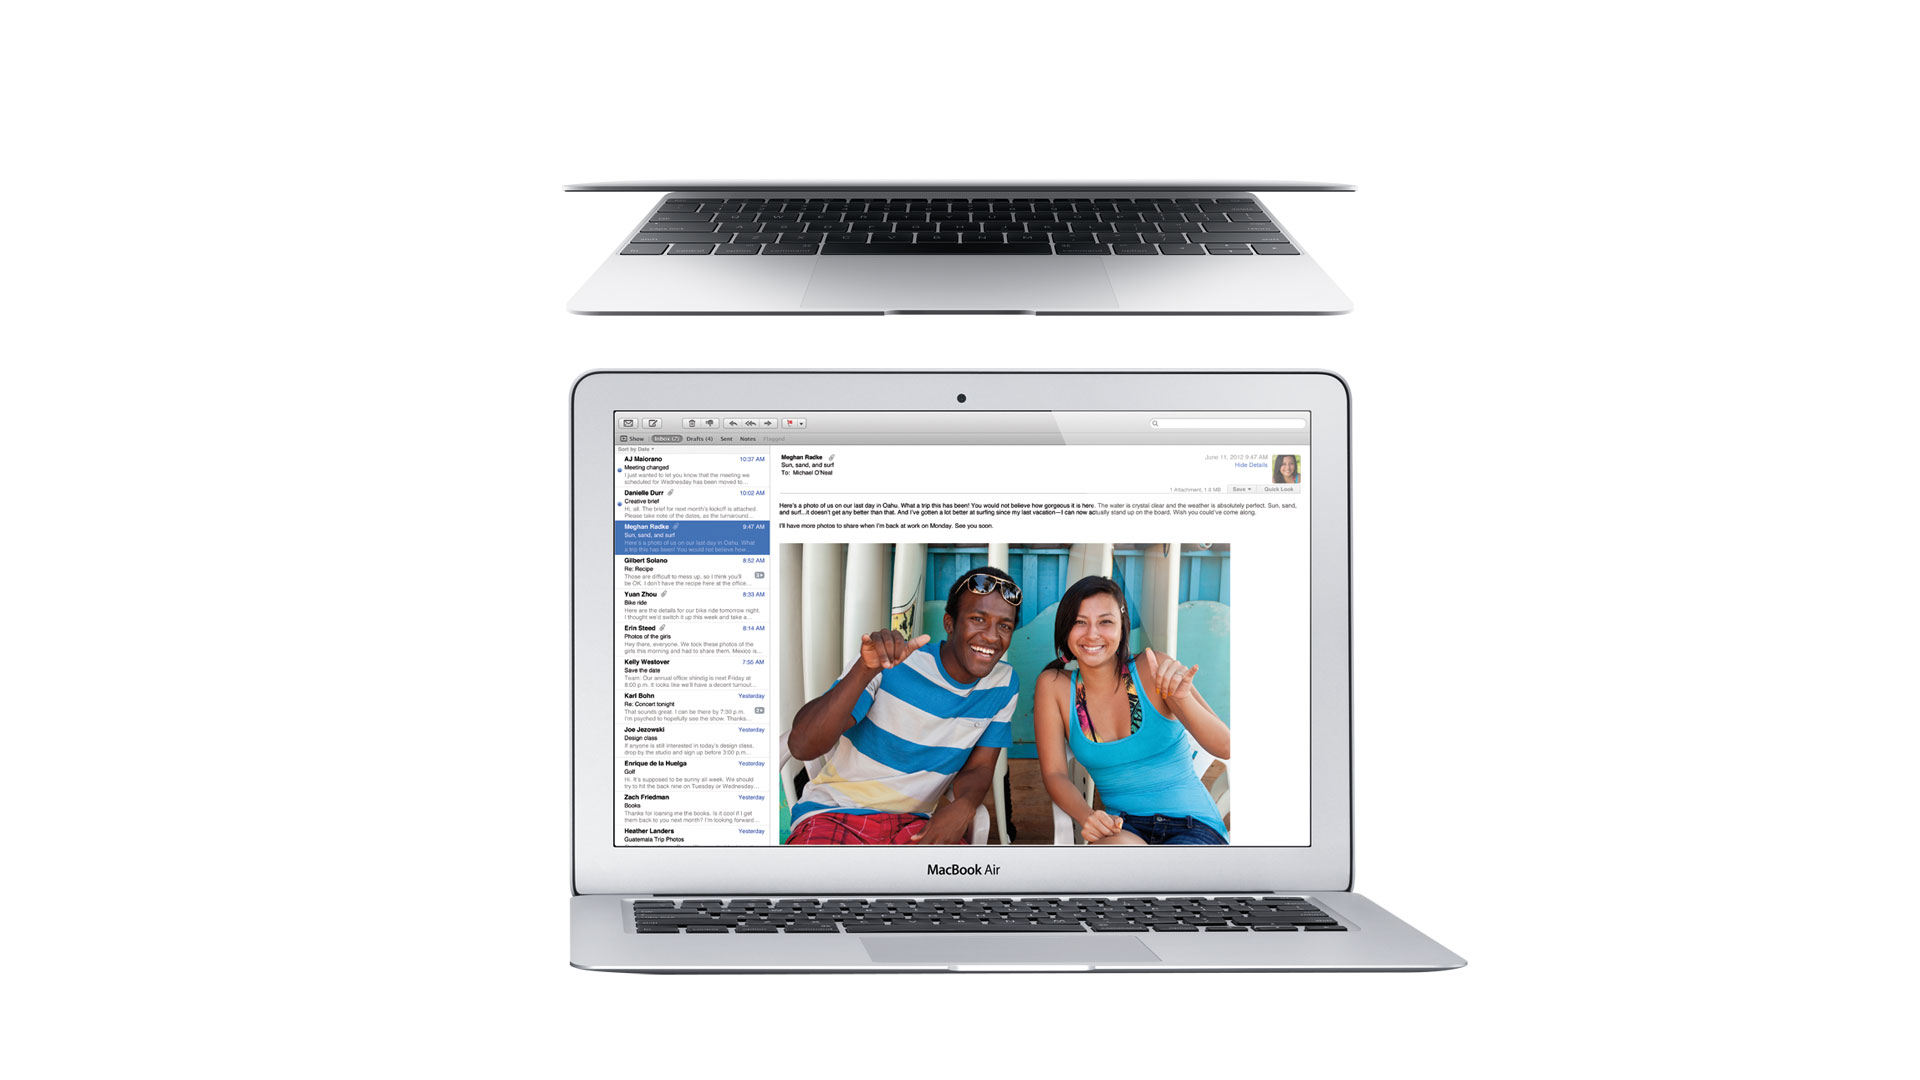 Show Inbox (7) Drafts (4) Sent Notes Flagged
Sort by Date
AJ Maiorano 10:37 AM
Meeting changed
I just wanted to let you know that the meeting we
scheduled for Wednesday has been moved to...
Danielle Durr 10:02 AM
Creative brief
Hi, all. The brief for next month's kickoff is attached.
Please take note of the dates, as the turnaround...
Meghan Radke 9:47 AM
Sun, sand, and surf
Here's a photo of us on our last day in Oahu. What
a trip this has been! You would not believe how...
Gilbert Solano 8:52 AM
Re: Recipe
Those are difficult to mess up, so I think you'll
be OK. I don't have the recipe here at the office...
Yuan Zhou 8:33 AM
Bike ride
Here are the details for our bike ride tomorrow night.
I thought we'd switch it up this week and take a...
Erin Steed 8:14 AM
Photos of the girls
Hey there, everyone. We took these photos of the
girls this morning and had to share them. Mexico is...
Kelly Westover 7:55 AM
Save the date
Team: Our annual office shindig is next Friday at
8:00 p.m. It looks like we'll have a decent turnout...
Karl Bohn Yesterday
Re: Concert tonight
That sounds great. I can be there by 7:30 p.m.
I'm psyched to hopefully see the show. Thanks...
Joe Jezowski Yesterday
Design class
If anyone is still interested in today's design class,
drop by the studio and sign up before 3:00 p.m...
Enrique de la Huelga Yesterday
Golf
Hi. It's supposed to be sunny all week. We should
try to hit the back nine on Tuesday or Wednesday...
Zach Friedman Yesterday
Books
Thanks for loaning me the books. Is it cool if I get
them back to you next month? I'm looking forward...
Heather Landers Yesterday
Guatemala Trip Photos
Meghan Radke
Sun, sand, and surf
To: Michael O'Neal
June 11, 2012 9:47 AM
Hide Details
1 Attachment, 1.6 MB Save Quick Look
Here's a photo of us on our last day in Oahu. What a trip this has been! You would not believe how gorgeous it is here. The water is crystal clear and the weather is absolutely perfect. Sun, sand,
and surf...it doesn't get any better than that. And I've gotten a lot better at surfing since my last vacation—I can now actually stand up on the board. Wish you could've come along.
I'll have more photos to share when I'm back at work on Monday. See you soon.
MacBook Air